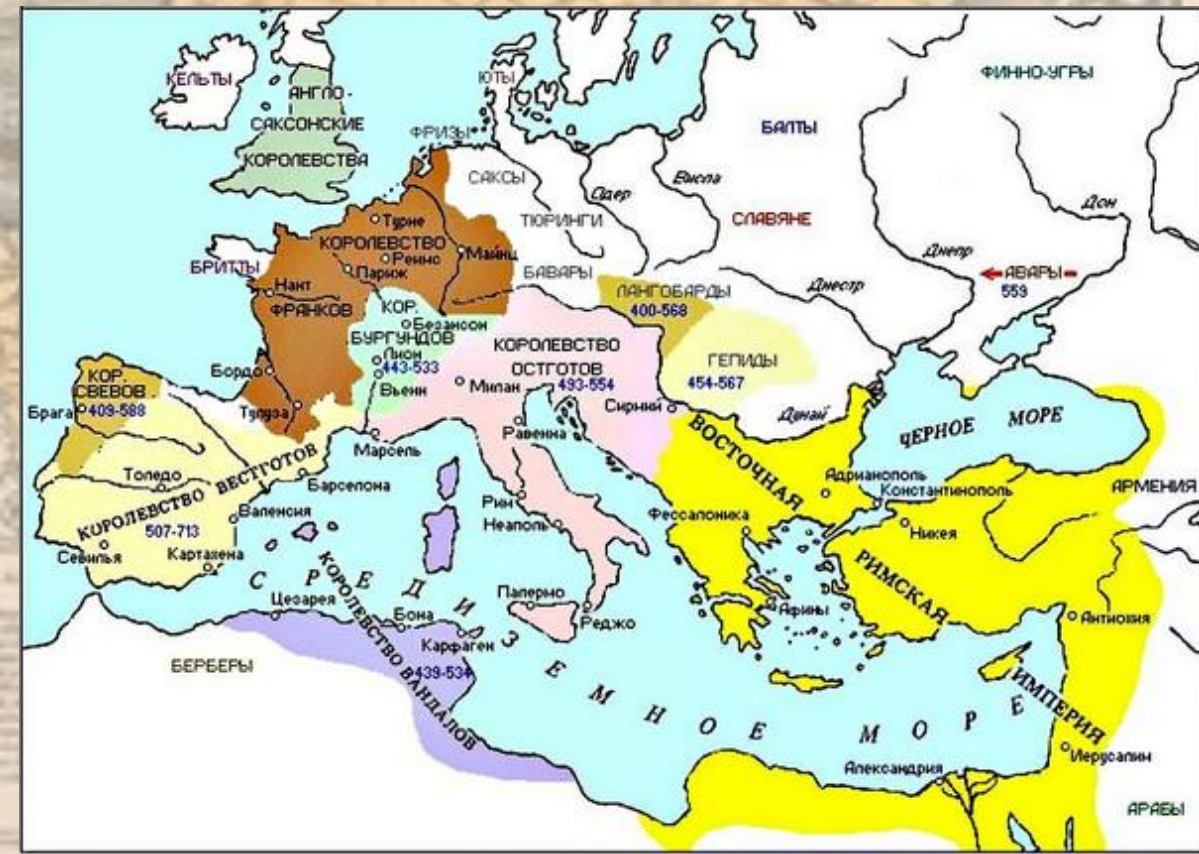 КЕЛЬТЫ
АНГЛО-
САКСОНСКИЕ
КОРОЛЕВСТВА
ЮТЫ
ФРИЗЫ
САКСЫ
ТЮРИНГИ
БАВАРЫ
Одер
Висла
БАЛТЫ
ФИННО-УГРЫ
СЛАВЯНЕ
Дон
Днепр
Днестр
АВАРЫ
559
БРИТТЫ
Турне
КОРОЛЕВСТВО
Реимс
Париж
Майнц
Нант
ФРАНКОВ
КОР.
Безансон
БУРГУНДОВ
Лион
443-533
Вьенн
Бордо
Тулуза
ЛАНГОБАРДЫ
400-568
ГЕПИДЫ
454-567
КОРОЛЕВСТВО
ОСТГОТОВ
493-554
Милан
Сирмий
Равенна
Дунай
КОР.
СВЕВОВ
409-588
Брага
Толедо
КОРОЛЕВСТВО ВЕСТГОТОВ
507-713
Севилья
Валенсия
Картахена
Барселона
Марсель
Рим
Неаполь
Палермо
Реджо
ЧЕРНОЕ МОРЕ
ВОСТОЧНАЯ
РИМСКАЯ
ИМПЕРИЯ
Адрианополь
Константинополь
Фессалоника
Никея
Афины
АРМЕНИЯ
Антиохия
Иерусалим
Александрия
АРАБЫ
СРЕДИЗЕМНОЕ МОРЕ
Цезарея
Бона
Карфаген
КОРОЛЕВСТВО ВАНДАЛОВ
439-534
БЕРБЕРЫ